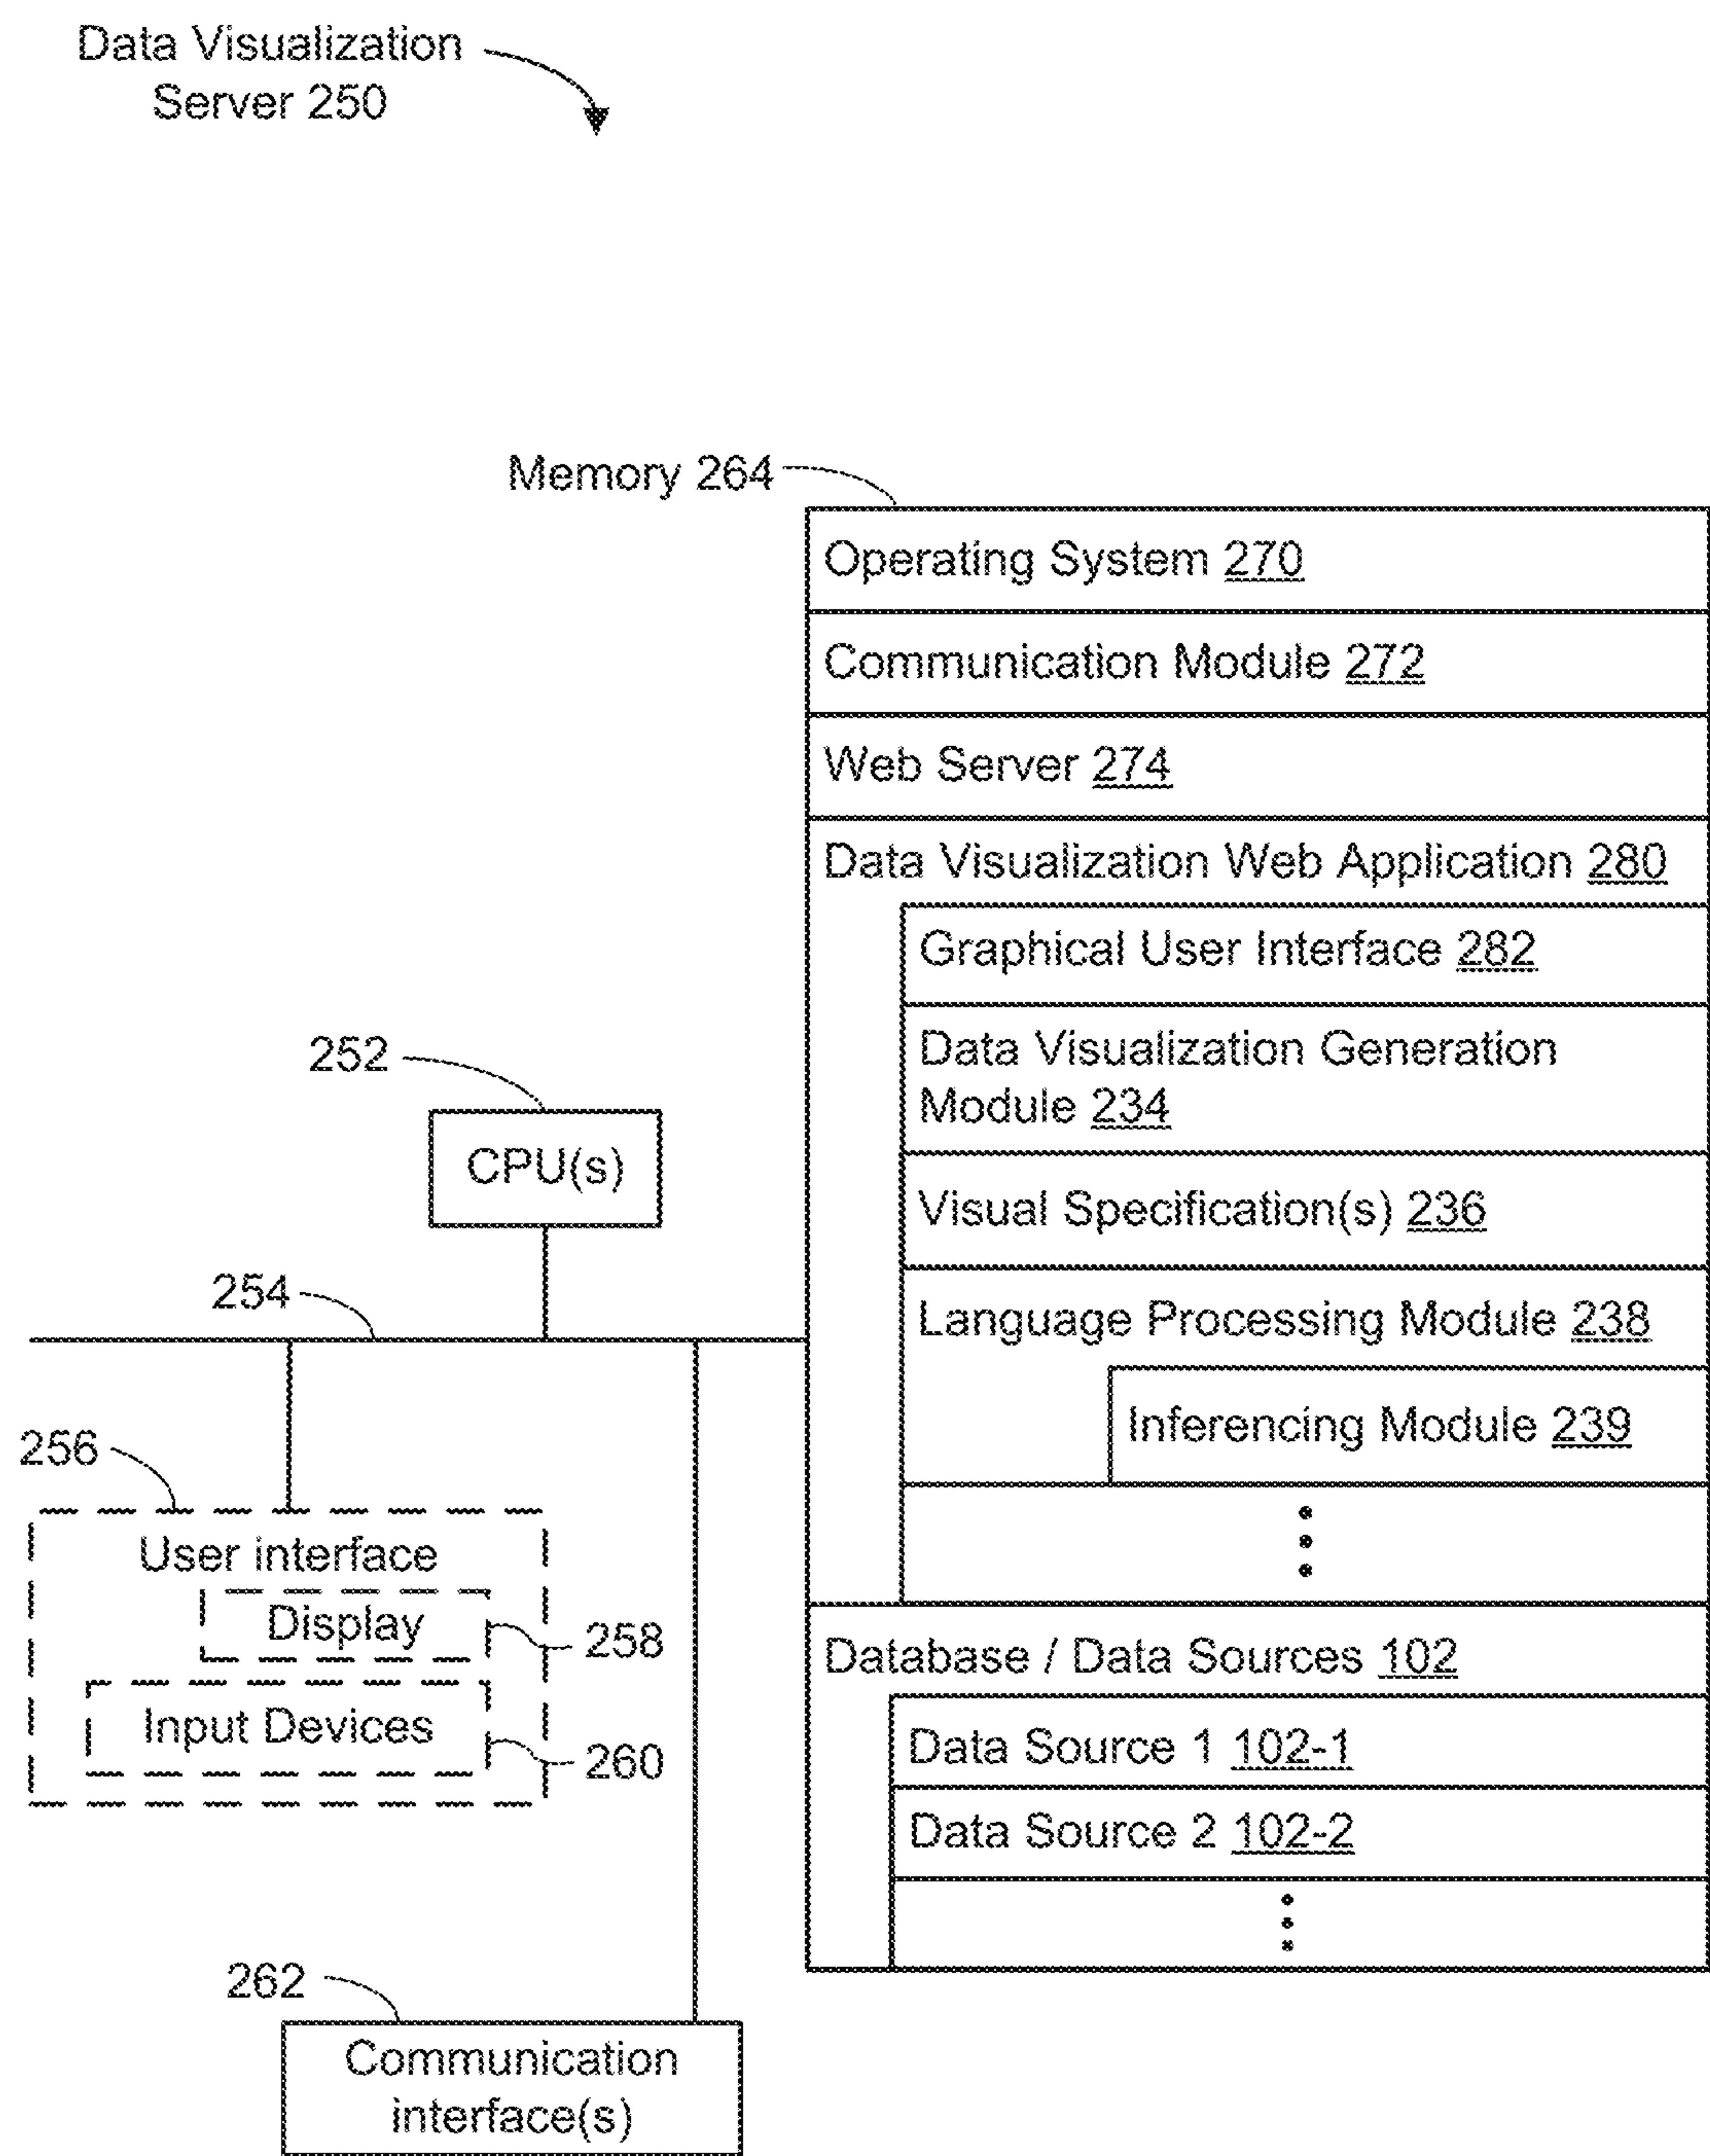 Data Visualization
Server 250
Memory 264
Operating System 270
Communication Module 272
Web Server 274
Data Visualization Web Application 280
Graphical User Interface 282
Data Visualization Generation
Module 234
Visual Specification(s) 236
Language Processing Module 238
Inferencing Module 239
Database / Data Sources 102
Data Source 1 102-1
Data Source 2 102-2
252
CPU(s)
254
256
User interface
Display
258
Input Devices
260
262
Communication
interface(s)